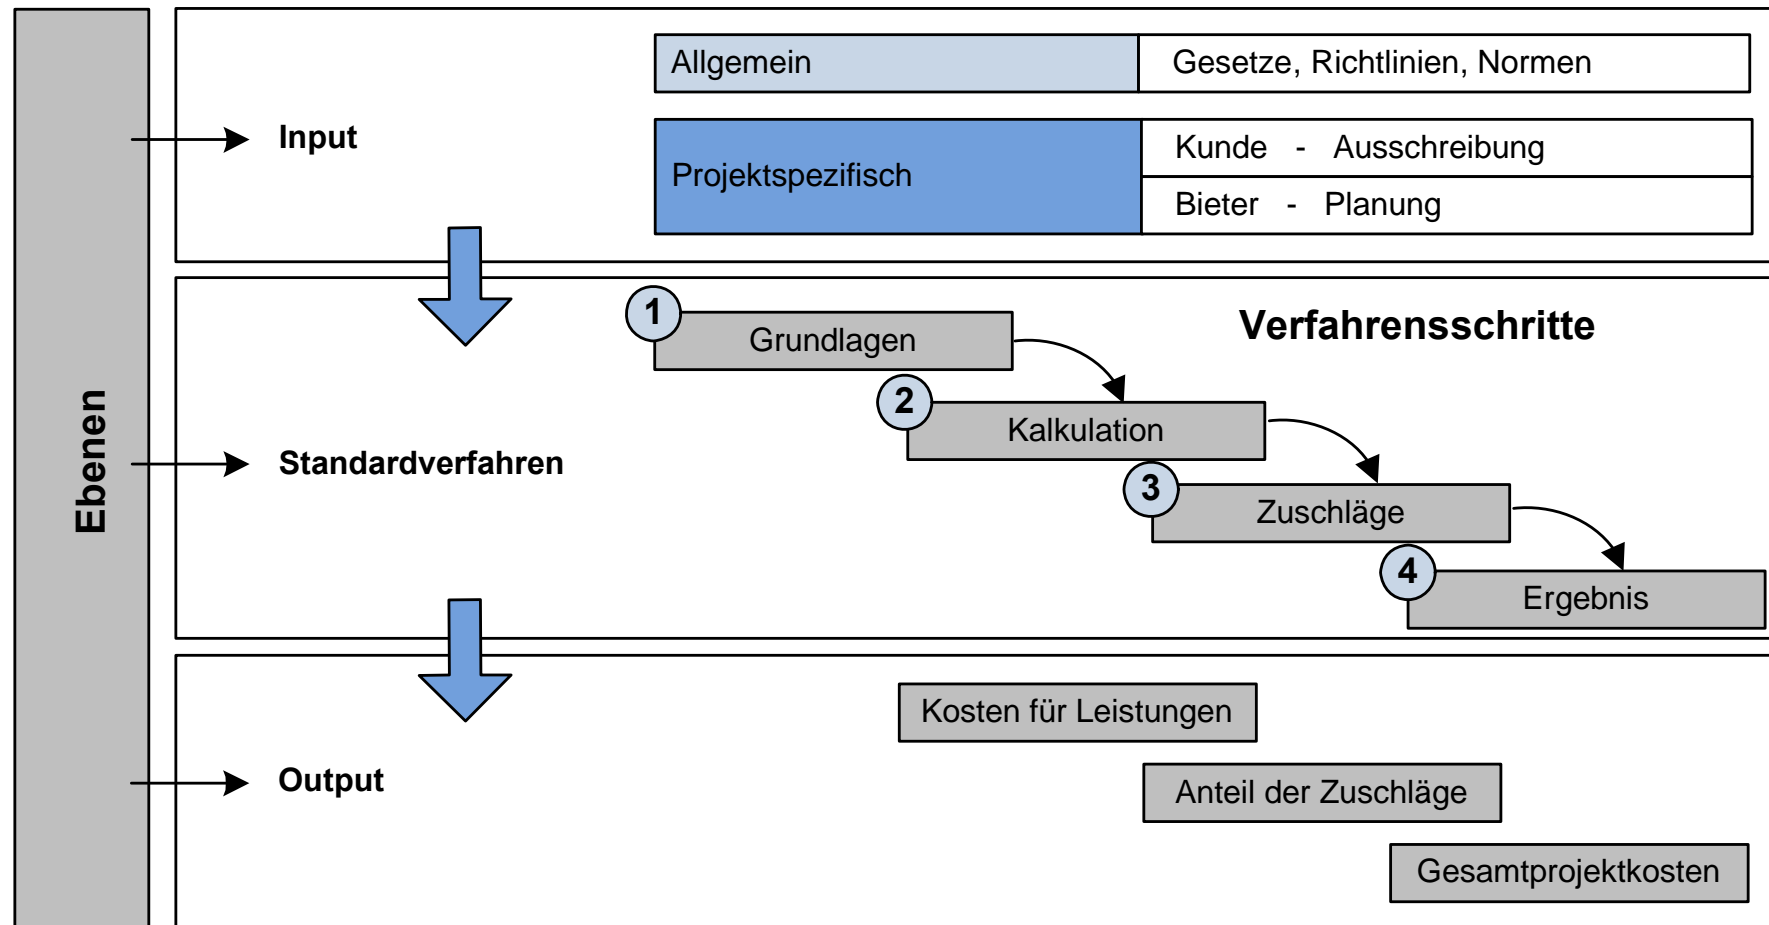 Ebenen
Input
Allgemein
Gesetze, Richtlinien, Normen
Projektspezifisch
Kunde - Ausschreibung
Bieter - Planung
Standardverfahren
Verfahrensschritte
1
Grundlagen
2
Kalkulation
3
Zuschläge
4
Ergebnis
Output
Kosten für Leistungen
Anteil der Zuschläge
Gesamtprojektkosten